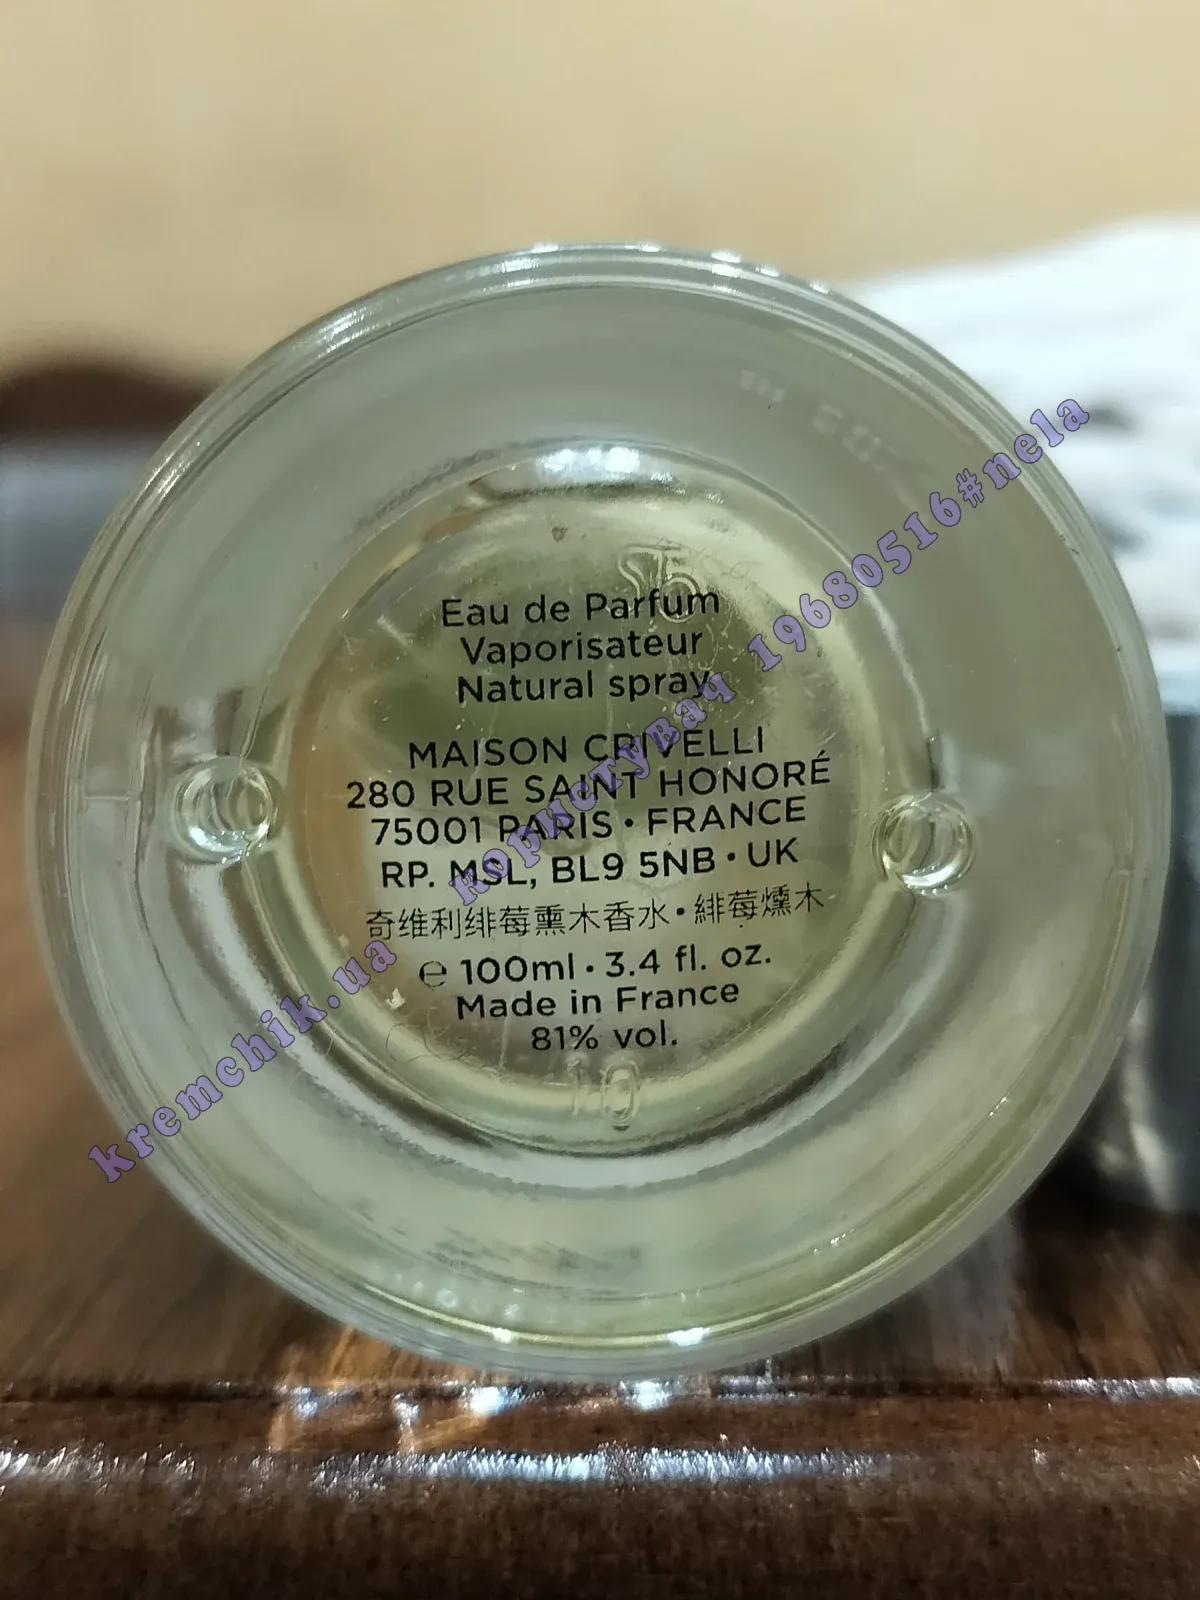 Eau de Parfum
Vaporisateur
Natural spray
MAISON CRIVELLI
280 RUE SAINT HONORÉ
75001 PARIS • FRANCE
RP. MSL, BL9 5NB • UK
奇维利绯莓熏木香水 • 緋莓燻木
℮ 100ml • 3.4 fl. oz.
Made in France
81% vol.
10
kremchik.ua користувач 19680516#nela